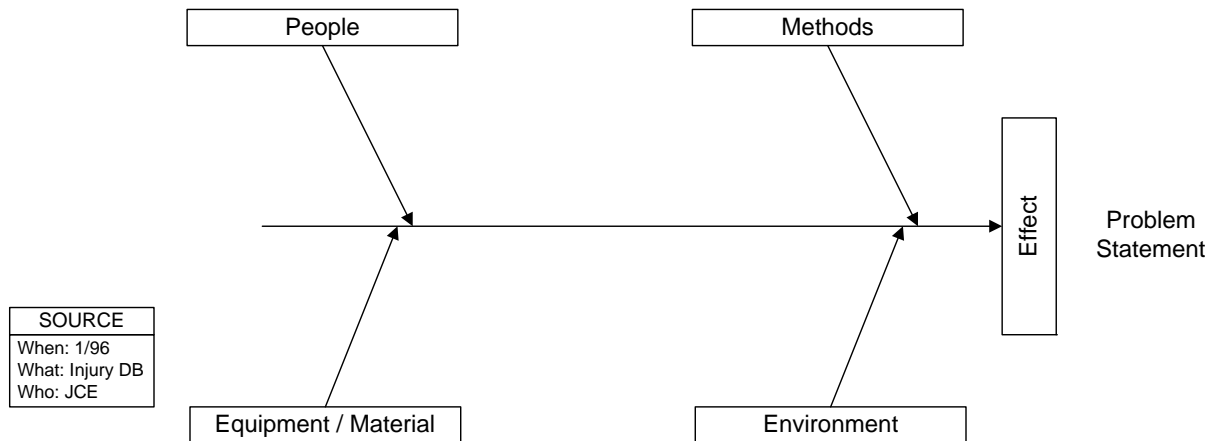 People
Methods
Effect
Problem
Statement
SOURCE
When: 1/96
What: Injury DB
Who: JCE
Equipment / Material
Environment